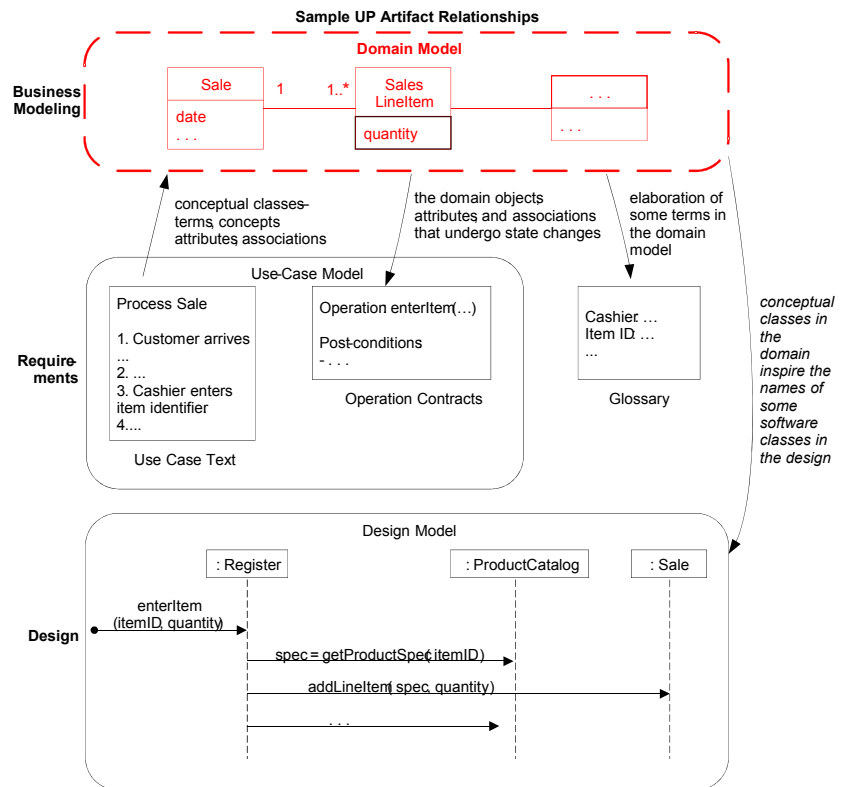 Sample UP Artifact Relationships
Domain Model
Business
Modeling
Sale
1
1..*
Sales
LineItem
. . .
date
. . .
quantity
. . .
conceptual classes–
terms, concepts
attributes, associations
the domain objects,
attributes, and associations
that undergo state changes
elaboration of
some terms in
the domain
model
conceptual
classes in
the
domain
inspire the
names of
some
software
classes in
the design
Require-
ments
Use-Case Model
Process Sale
1. Customer arrives
...
2. ...
3. Cashier enters
item identifier
4....
Use Case Text
Operation: enterItem(…)
Post-conditions
- . . .
Operation Contracts
Cashier: …
Item ID: …
...
Glossary
Design
Design Model
: Register
: ProductCatalog
: Sale
enterItem
(itemID, quantity)
spec = getProductSpec( itemID )
addLineItem( spec, quantity )
. . .